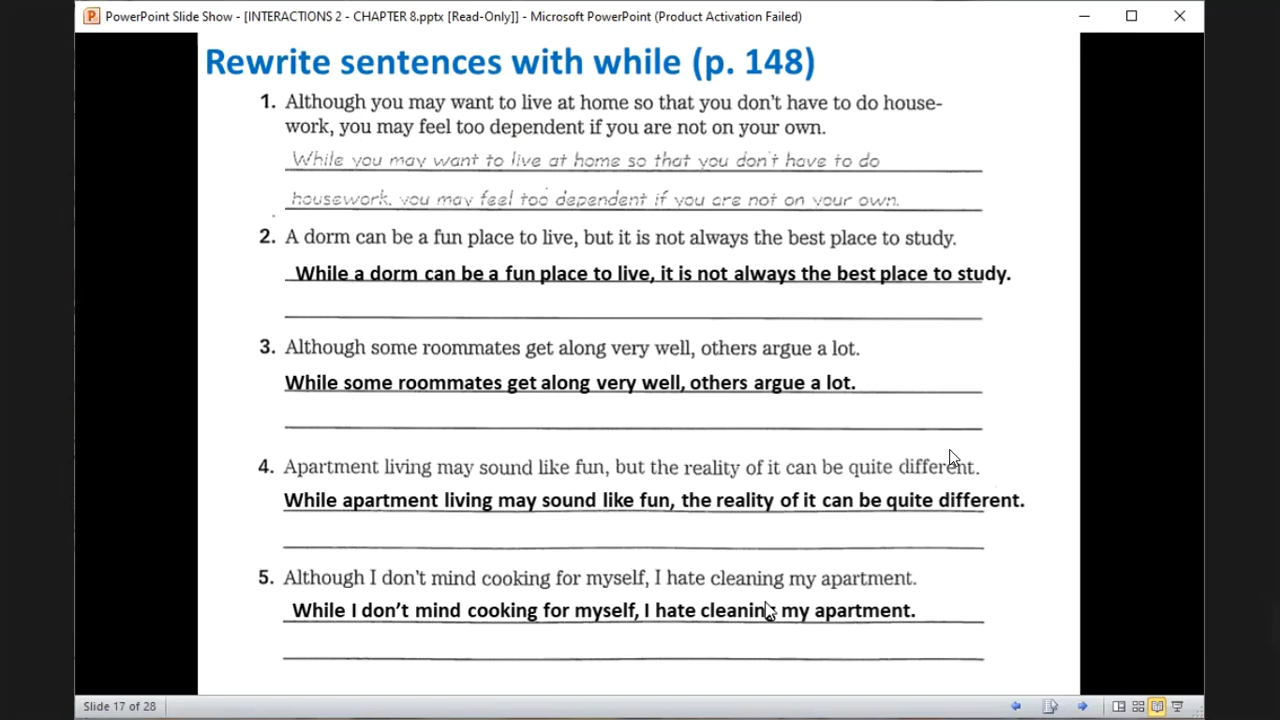 PowerPoint Slide Show - [INTERACTIONS 2 - CHAPTER 8.pptx [Read-Only]] - Microsoft PowerPoint (Product Activation Failed)
Rewrite sentences with while (p. 148)
1. Although you may want to live at home so that you don't have to do house-
work, you may feel too dependent if you are not on your own.
While you may want to live at home so that you don't have to do
housework, you may feel too dependent if you are not on your own.
2. A dorm can be a fun place to live, but it is not always the best place to study.
While a dorm can be a fun place to live, it is not always the best place to study.
3. Although some roommates get along very well, others argue a lot.
While some roommates get along very well, others argue a lot.
4. Apartment living may sound like fun, but the reality of it can be quite different.
While apartment living may sound like fun, the reality of it can be quite different.
5. Although I don't mind cooking for myself, I hate cleaning my apartment.
While I don't mind cooking for myself, I hate cleaning my apartment.
Slide 17 of 28